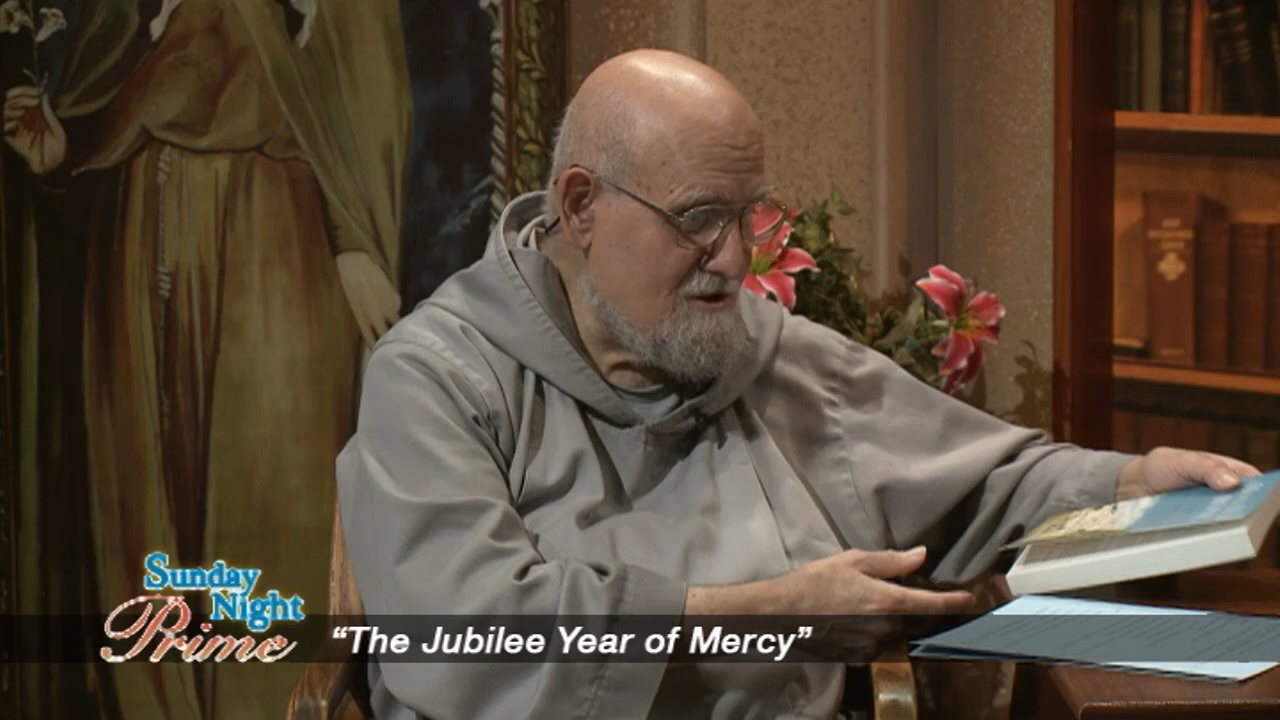 Sunday
Night
Prime
“The Jubilee Year of Mercy”